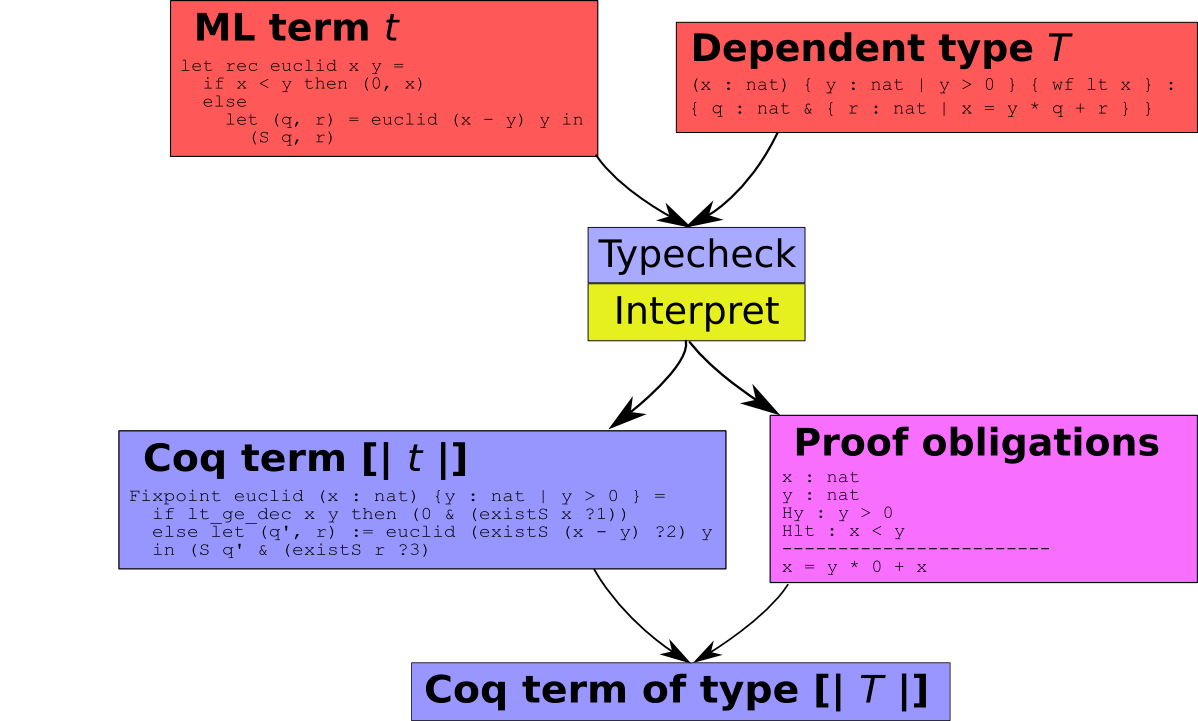 ML term t
let rec euclid x y =
  if x < y then (0, x)
  else
    let (q, r) = euclid (x - y) y in
      (S q, r)
Dependent type T
(x : nat) { y : nat | y > 0 } { wf lt x } :
{ q : nat & { r : nat | x = y * q + r } }
Typecheck
Interpret
Coq term [| t |]
Fixpoint euclid (x : nat) {y : nat | y > 0 } =
  if lt_ge_dec x y then (0 & (existS x ?1))
  else let (q', r) := euclid (existS (x - y) ?2) y
  in (S q' & (existS r ?3)
Proof obligations
x : nat
y : nat
Hy : y > 0
Hlt : x < y
------------------------
x = y * 0 + x
Coq term of type [| T |]